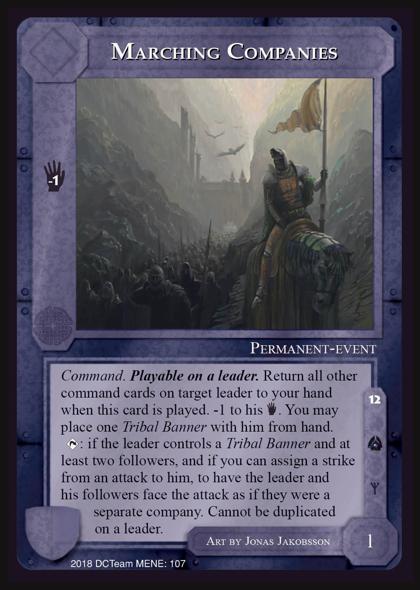 Marching Companies
-1
Permanent-event
Command. Playable on a leader. Return all other
command cards on target leader to your hand
when this card is played. -1 to his . You may
place one Tribal Banner with him from hand.
: if the leader controls a Tribal Banner and at
least two followers, and if you can assign a strike
from an attack to him, to have the leader and
his followers face the attack as if they were a
separate company. Cannot be duplicated
on a leader.
12
Art by Jonas Jakobsson
1
2018 DCTeam MENE: 107